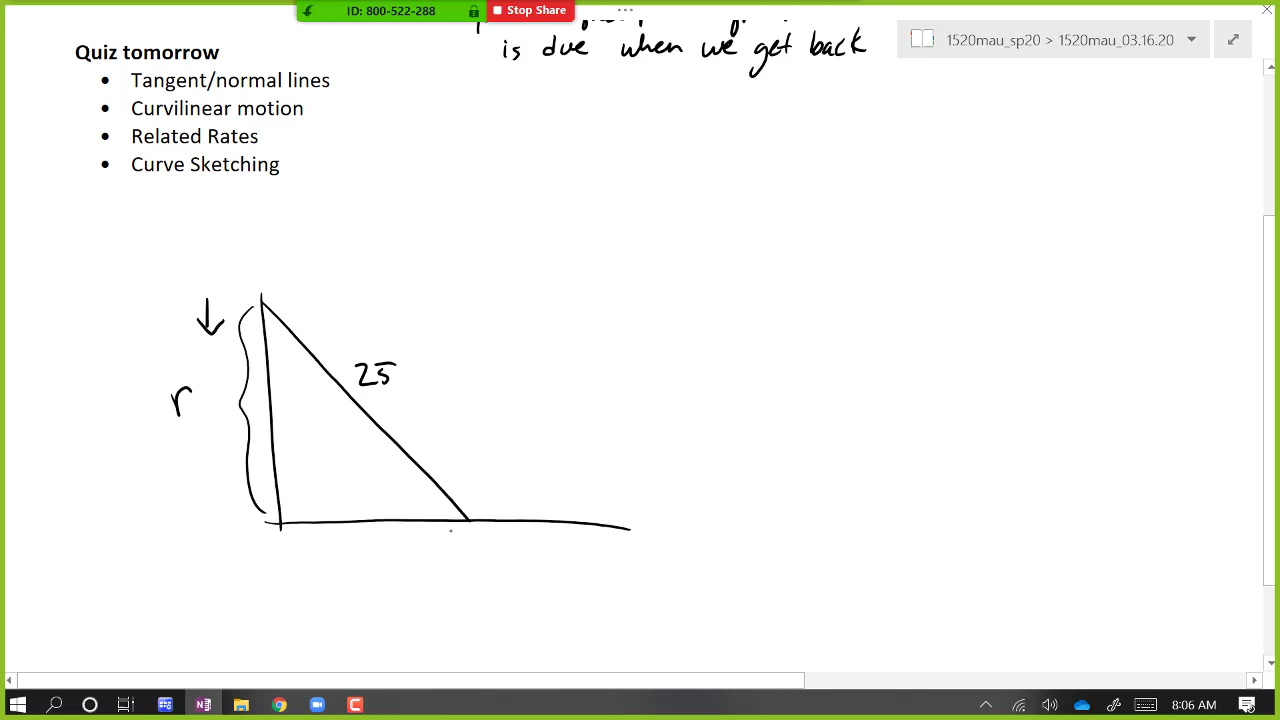 ID: 800-522-288
Stop Share
is due when we get back
1520mau_sp20 > 1520mau_03.16.20
Quiz tomorrow
• Tangent/normal lines
• Curvilinear motion
• Related Rates
• Curve Sketching
25
r
8:06 AM